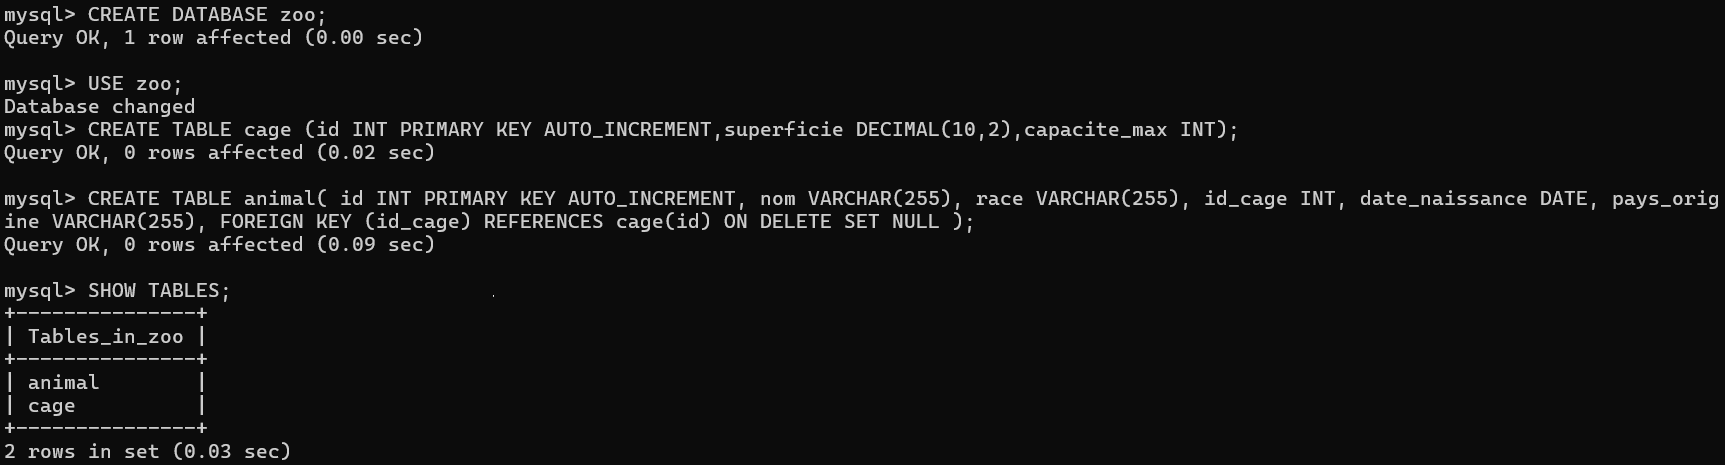 mysql> CREATE DATABASE zoo;
Query OK, 1 row affected (0.00 sec)

mysql> USE zoo;
Database changed
mysql> CREATE TABLE cage (id INT PRIMARY KEY AUTO_INCREMENT,superficie DECIMAL(10,2),capacite_max INT);
Query OK, 0 rows affected (0.02 sec)

mysql> CREATE TABLE animal( id INT PRIMARY KEY AUTO_INCREMENT, nom VARCHAR(255), race VARCHAR(255), id_cage INT, date_naissance DATE, pays_orig
ine VARCHAR(255), FOREIGN KEY (id_cage) REFERENCES cage(id) ON DELETE SET NULL );
Query OK, 0 rows affected (0.09 sec)

mysql> SHOW TABLES;
+---------------+
| Tables_in_zoo |
+---------------+
| animal        |
| cage          |
+---------------+
2 rows in set (0.03 sec)